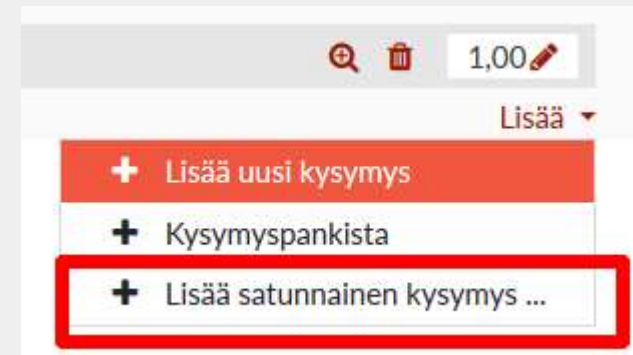 1,00
Lisää
Lisää uusi kysymys
Kysymyspankista
Lisää satunnainen kysymys ...